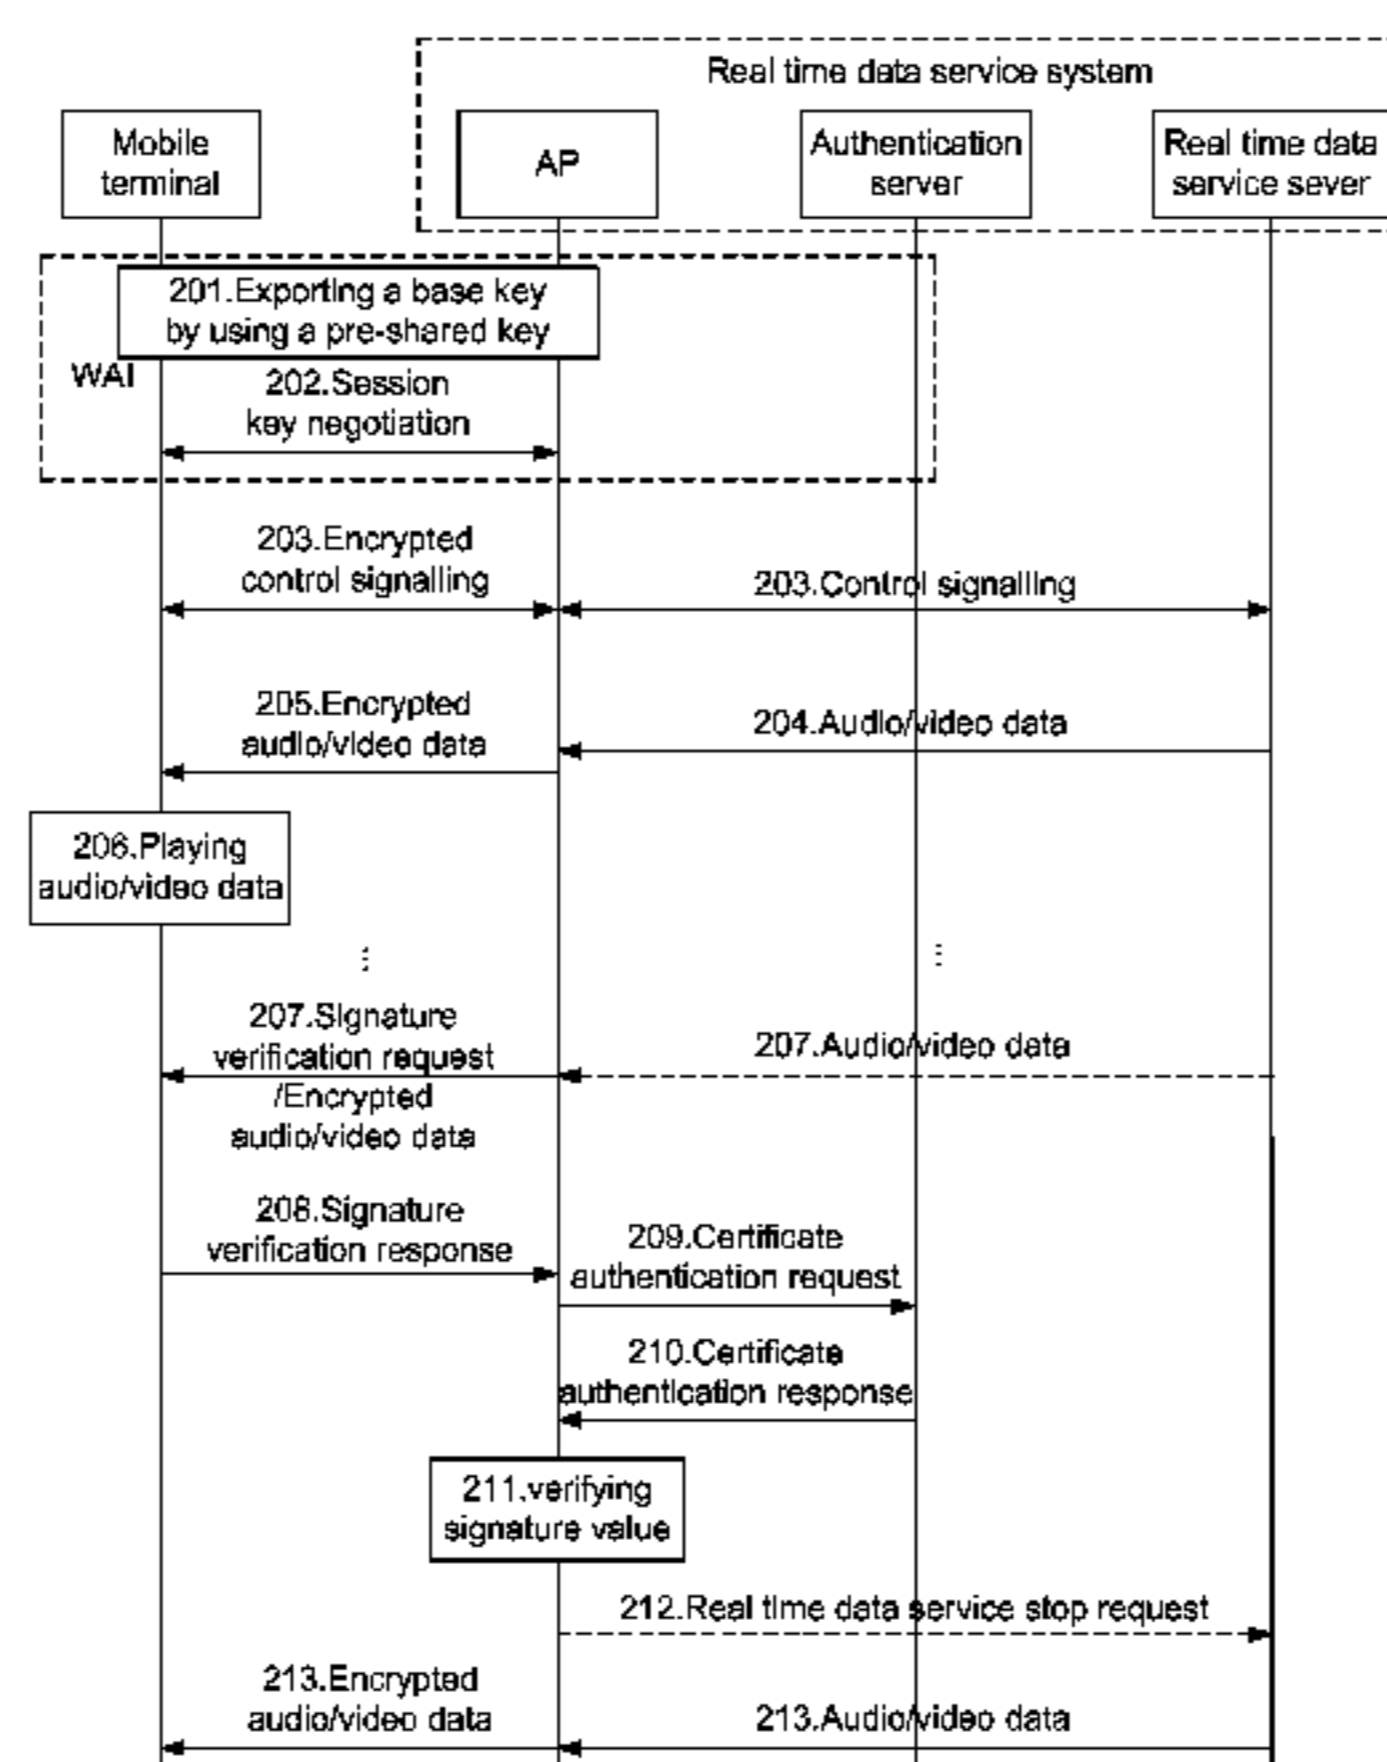 Real time data service system
Mobile
terminal
AP
Authentication
server
Real time data
service sever
201.Exporting a base key
by using a pre-shared key
WAI
202.Session
key negotiation
203.Encrypted
control signalling
203.Control signalling
205.Encrypted
audio/video data
204.Audio/video data
206.Playing
audio/video data
207.Signature
verification request
/Encrypted
audio/video data
207.Audio/video data
208.Signature
verification response
209.Certificate
authentication request
210.Certificate
authentication response
211.verifying
signature value
212.Real time data service stop request
213.Encrypted
audio/video data
213.Audio/video data